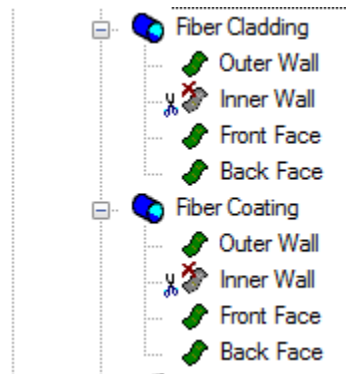 Fiber Cladding
Outer Wall
Inner Wall
Front Face
Back Face
Fiber Coating
Outer Wall
Inner Wall
Front Face
Back Face